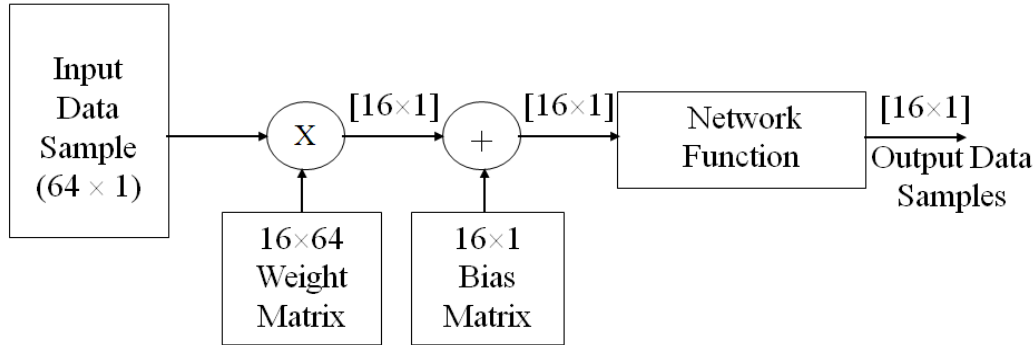 Input
Data
Sample
(64 × 1)
X
[16×1]
+
[16×1]
Network
Function
[16×1]
Output Data
Samples
16×64
Weight
Matrix
16×1
Bias
Matrix